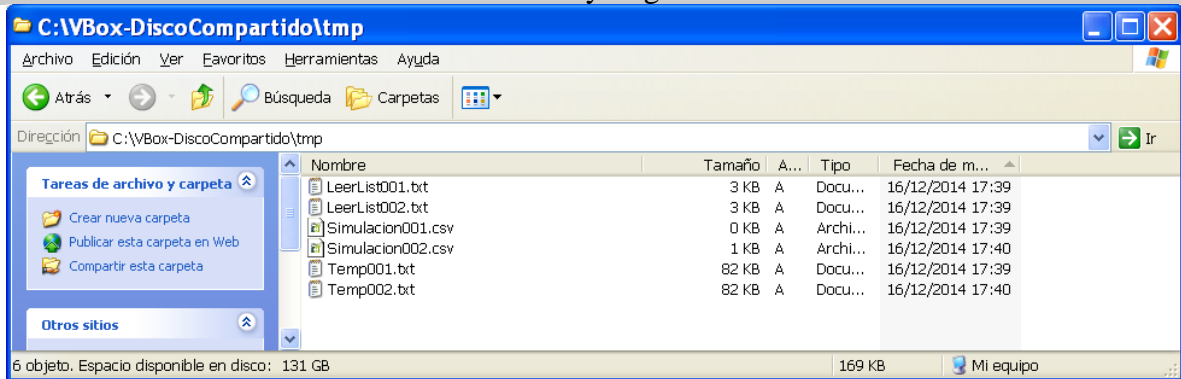 C:\VBox-DiscoCompartido\tmp
Archivo Edición Ver Favoritos Herramientas Ayuda
Atrás Búsqueda Carpetas
Dirección C:\VBox-DiscoCompartido\tmp Ir
Nombre Tamaño A... Tipo Fecha de m...
Tareas de archivo y carpeta
Crear nueva carpeta
Publicar esta carpeta en Web
Compartir esta carpeta
Otros sitios
LeerList001.txt 3 KB A Docu... 16/12/2014 17:39
LeerList002.txt 3 KB A Docu... 16/12/2014 17:39
Simulacion001.csv 0 KB A Archi... 16/12/2014 17:39
Simulacion002.csv 1 KB A Archi... 16/12/2014 17:40
Temp001.txt 82 KB A Docu... 16/12/2014 17:39
Temp002.txt 82 KB A Docu... 16/12/2014 17:40
6 objeto. Espacio disponible en disco: 131 GB 169 KB Mi equipo